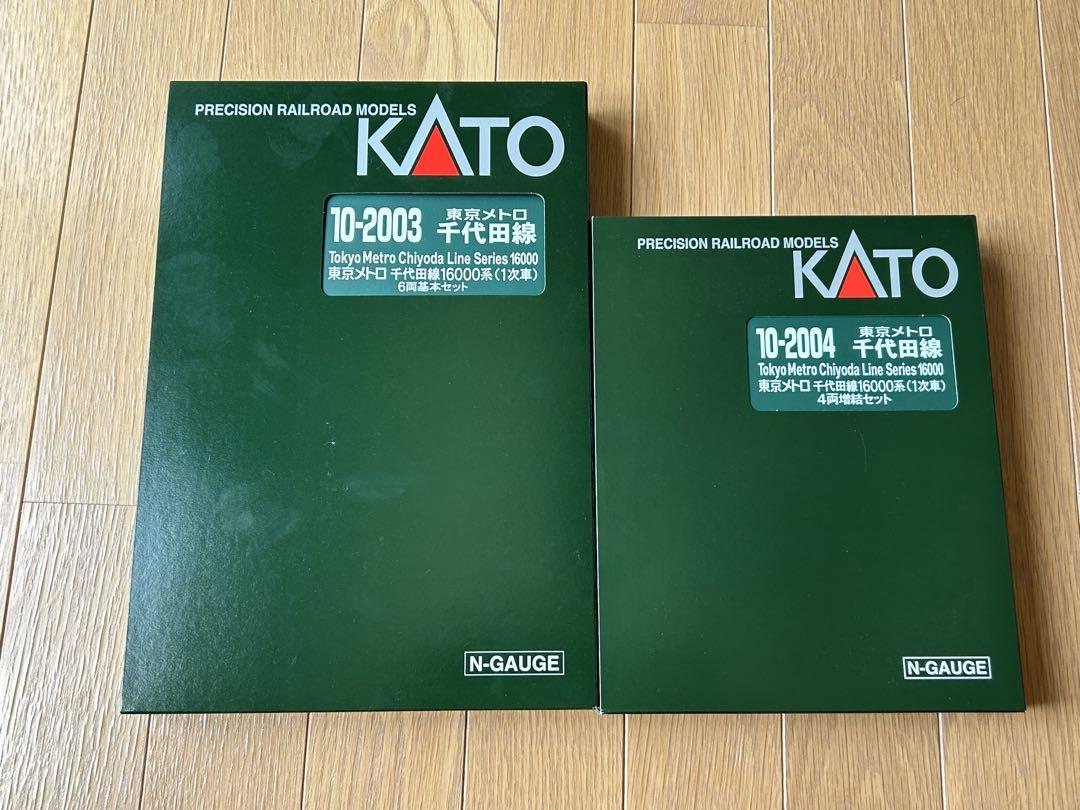 PRECISION RAILROAD MODELS
KATO
10-2003
東京メトロ
千代田線
Tokyo Metro Chiyoda Line Series 16000
東京メトロ 千代田線16000系(1次車)
6両基本セット
N-GAUGE
PRECISION RAILROAD MODELS
KATO
10-2004
東京メトロ
千代田線
Tokyo Metro Chiyoda Line Series 16000
東京メトロ 千代田線16000系(1次車)
4両増結セット
N-GAUGE